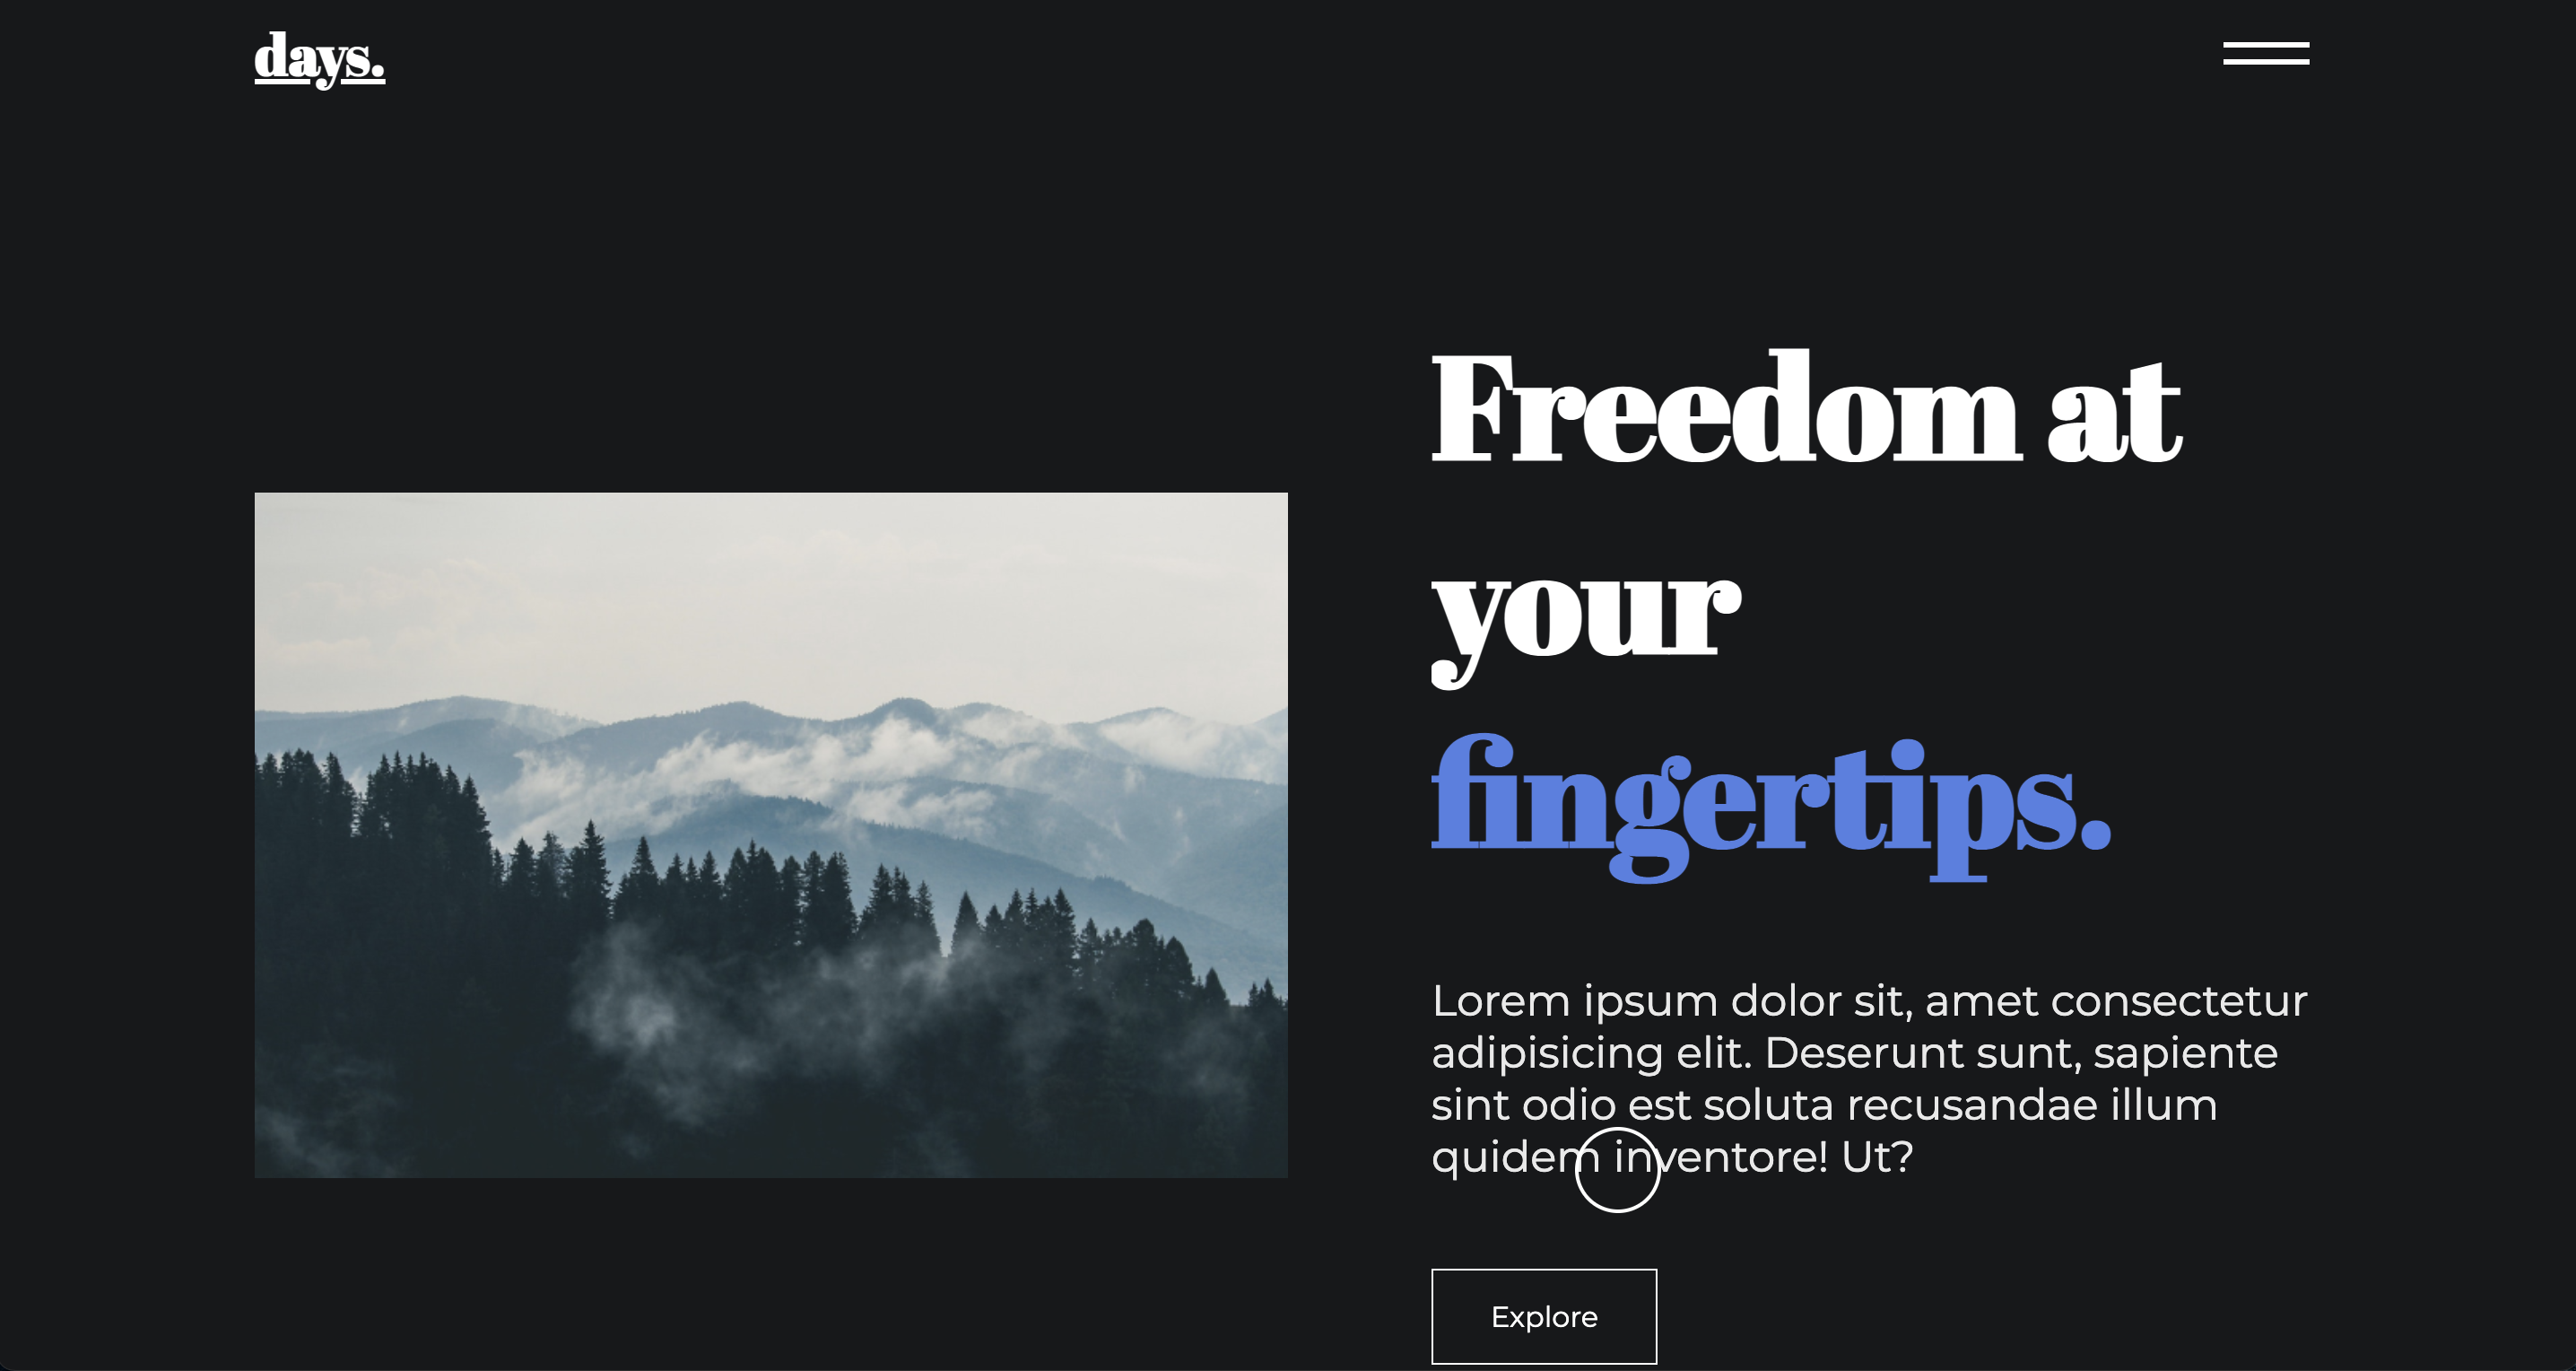 days.
Freedom at
your
fingertips.
Lorem ipsum dolor sit, amet consectetur
adipisicing elit. Deserunt sunt, sapiente
sint odio est soluta recusandae illum
quidem inventore! Ut?
Explore